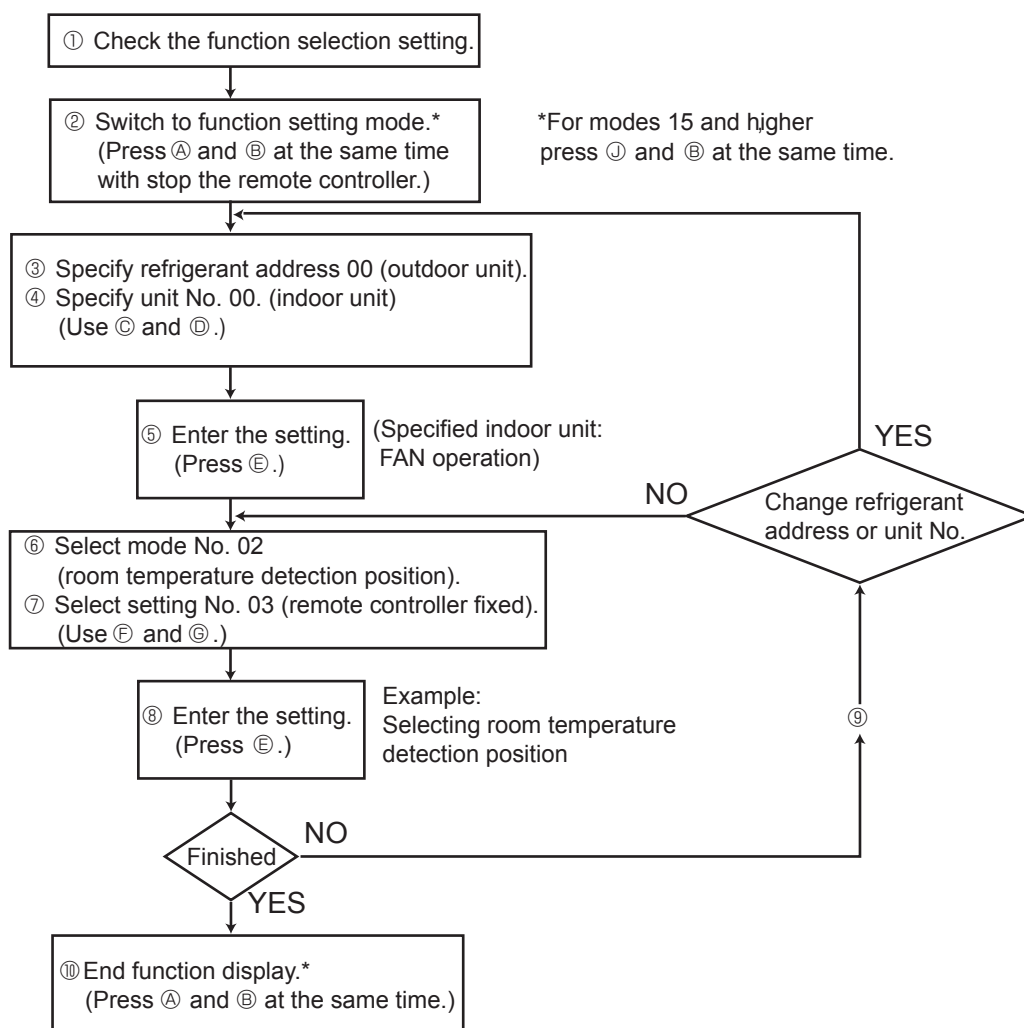 ① Check the function selection setting.
② Switch to function setting mode.*
(Press Ⓐ and Ⓑ at the same time
with stop the remote controller.)
*For modes 15 and higher
press Ⓙ and Ⓑ at the same time.
③ Specify refrigerant address 00 (outdoor unit).
④ Specify unit No. 00. (indoor unit)
(Use Ⓒ and Ⓓ.)
⑤ Enter the setting.
(Press Ⓔ.)
(Specified indoor unit:
FAN operation)
YES
NO
Change refrigerant
address or unit No.
⑥ Select mode No. 02
(room temperature detection position).
⑦ Select setting No. 03 (remote controller fixed).
(Use Ⓕ and Ⓖ.)
⑧ Enter the setting.
(Press Ⓔ.)
Example:
Selecting room temperature
detection position
⑨
Finished
NO
YES
⑩ End function display.*
(Press Ⓐ and Ⓑ at the same time.)